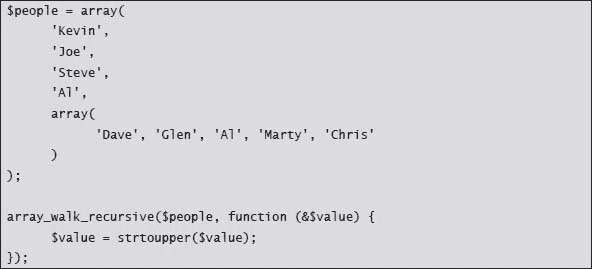 $people = array(
'Kevin',
'Joe',
'Steve',
'Al',
array(
'Dave', 'Glen', 'Al', 'Marty', 'Chris'
)
);
array_walk_recursive($people, function (&$value) {
$value = strtoupper($value);
});